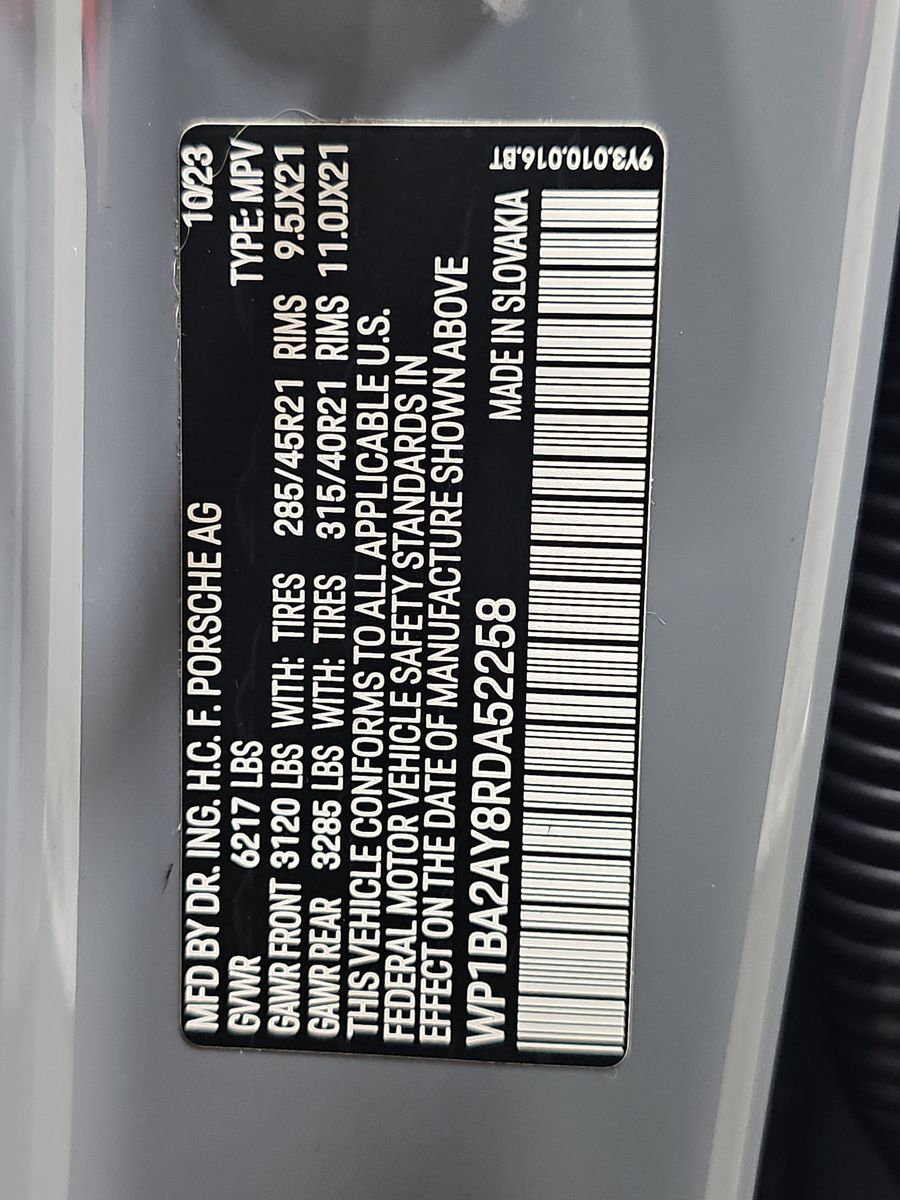 MFD BY DR. ING. H.C. F. PORSCHE AG 10/23
GVWR 6217 LBS TYPE: MPV
GAWR FRONT 3120 LBS WITH: TIRES 285/45R21 RIMS 9.5JX21
GAWR REAR 3285 LBS WITH: TIRES 315/40R21 RIMS 11.0JX21
THIS VEHICLE CONFORMS TO ALL APPLICABLE U.S.
FEDERAL MOTOR VEHICLE SAFETY STANDARDS IN
EFFECT ON THE DATE OF MANUFACTURE SHOWN ABOVE
WP1BA2AY8RDA52258 MADE IN SLOVAKIA
9Y3.010.016.BT